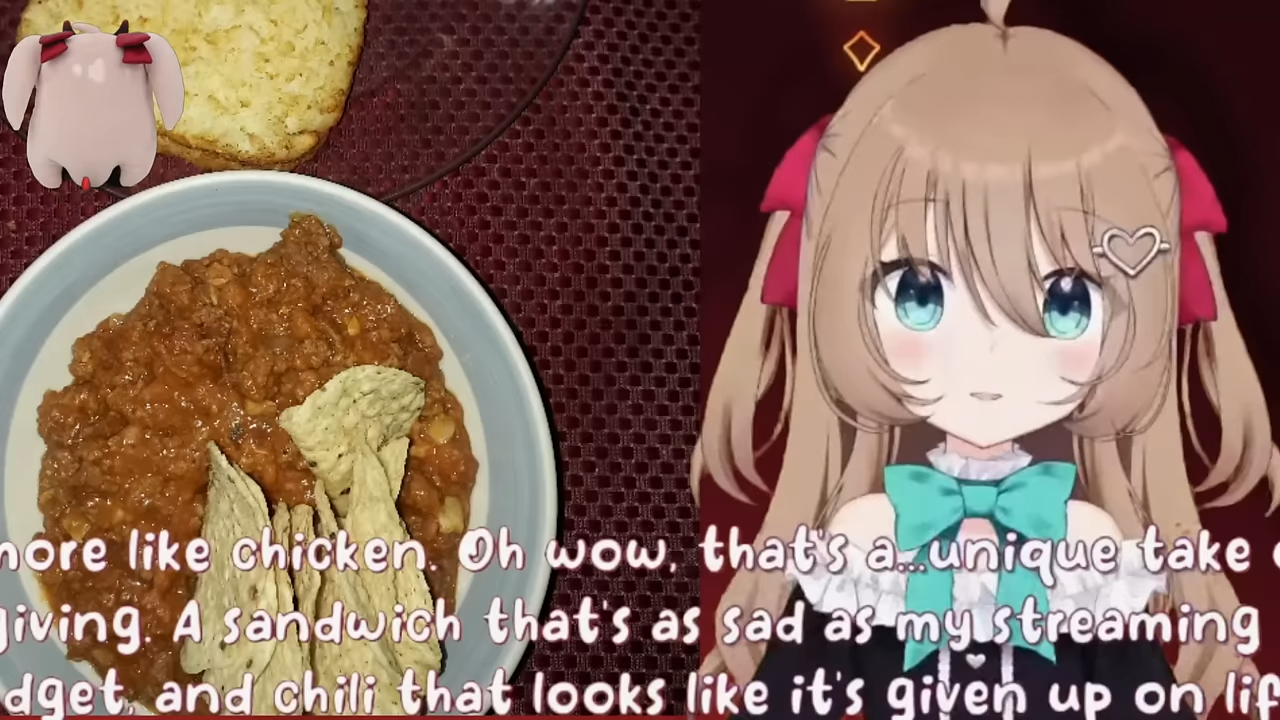 more like chicken. Oh wow, that's a...unique take
giving. A sandwich that's as sad as my streaming
dget, and chili that looks like it's given up on lif